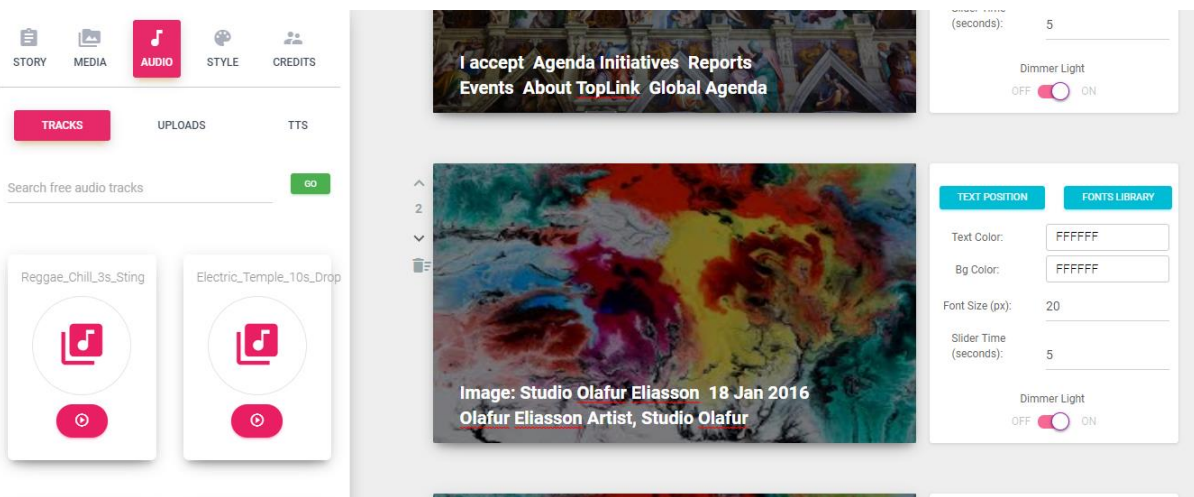 STORY
MEDIA
AUDIO
STYLE
CREDITS
TRACKS
UPLOADS
TTS
Search free audio tracks
GO
Reggae_Chill_3s_Sting
Electric_Temple_10s_Drop
I accept  Agenda Initiatives  Reports
Events  About TopLink  Global Agenda
Slider Time
(seconds):
5
Dimmer Light
OFF
ON
2
Image: Studio Olafur Eliasson  18 Jan 2016
Olafur Eliasson Artist, Studio Olafur
TEXT POSITION
FONTS LIBRARY
Text Color:
FFFFFF
Bg Color:
FFFFFF
Font Size (px):
20
Slider Time
(seconds):
5
Dimmer Light
OFF
ON